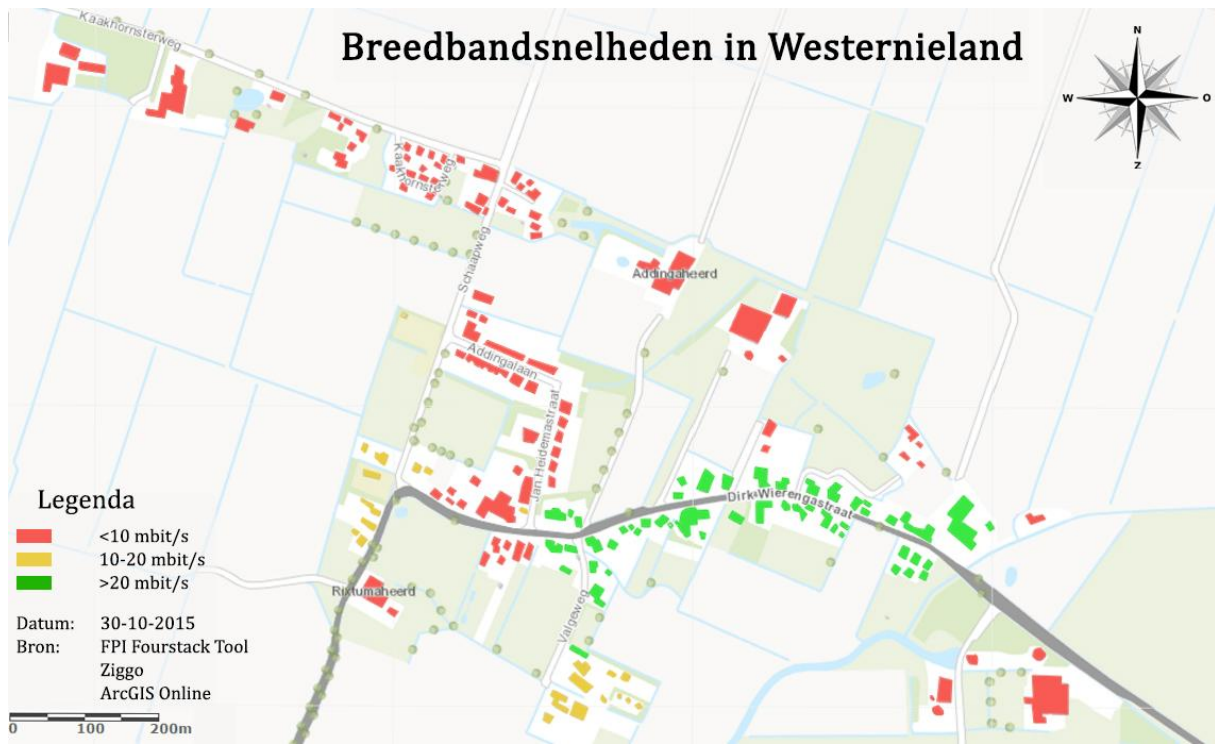 Kaakhornsterweg
Breedbandsnelheden in Westernieland
N
W
O
Z
Kaakhornsterweg
Schaapweg
Addingaheerd
Addingalaan
Jan Heidemastraat
Dirk Wierengastraat
Rixtumaheerd
Valgeweg
Legenda
<10 mbit/s
10-20 mbit/s
>20 mbit/s
Datum: 30-10-2015
Bron: FPI Fourstack Tool
Ziggo
ArcGIS Online
0 100 200m